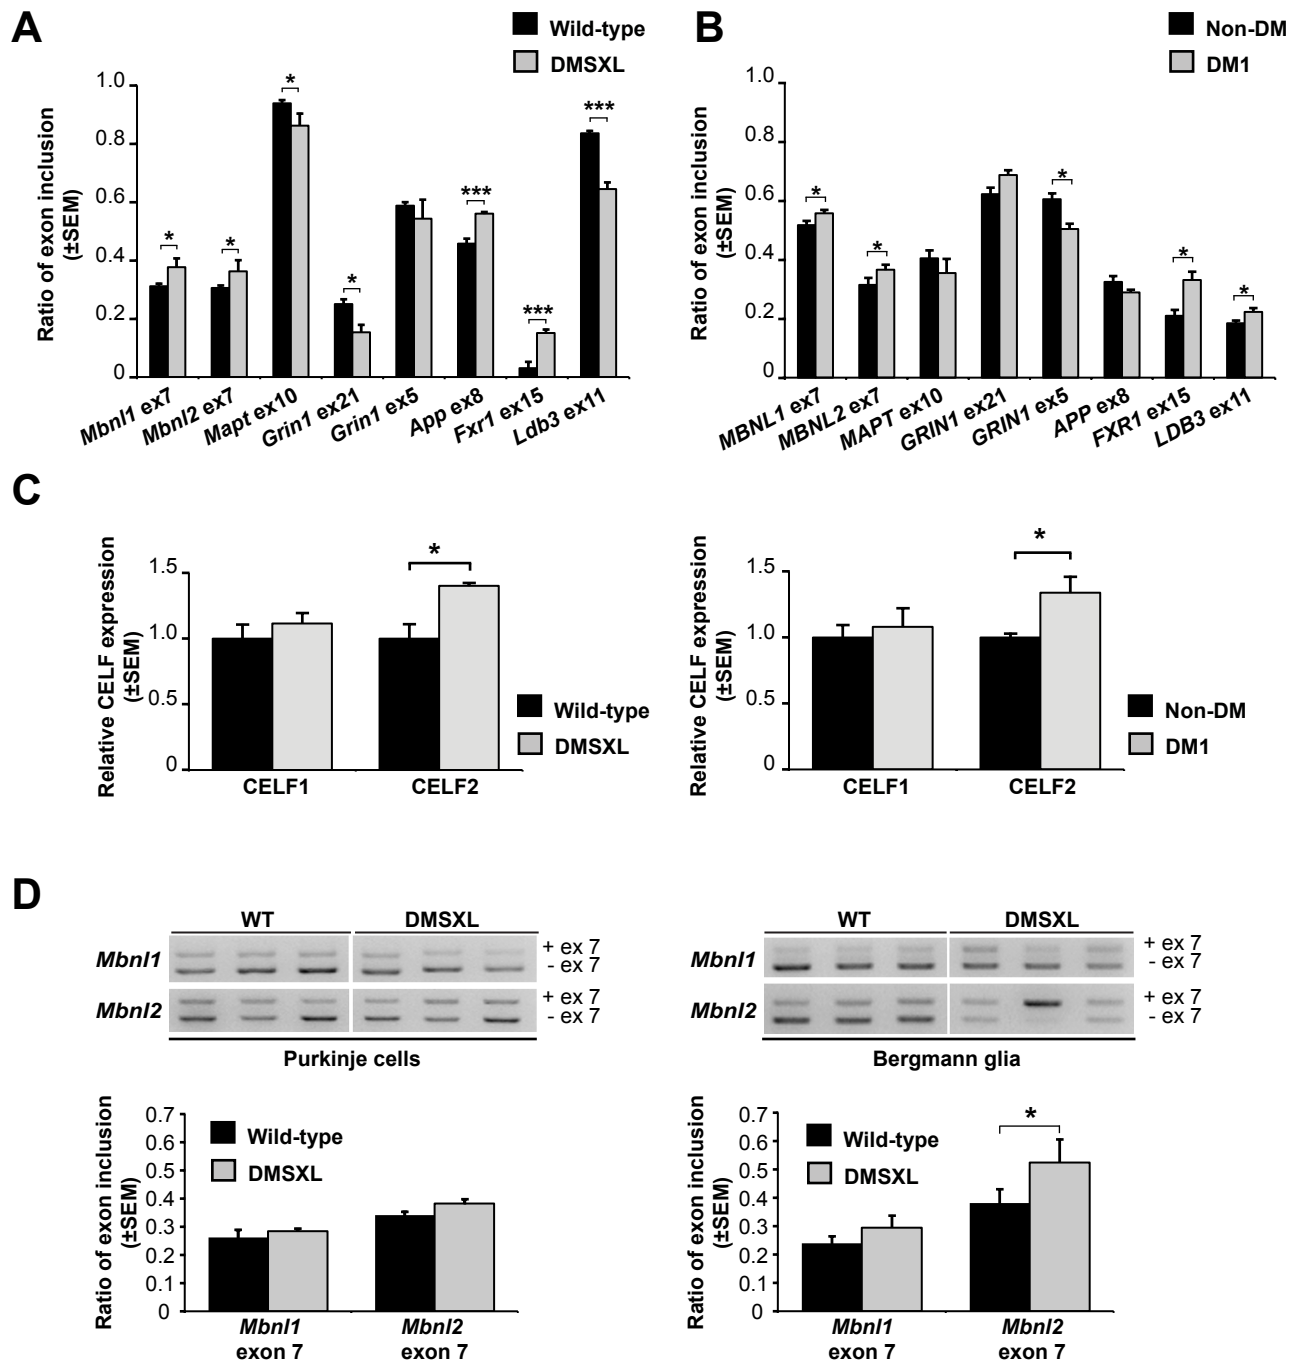 A
Wild-type
DMSXL
Ratio of exon inclusion
(±SEM)
1.0
0.8
0.6
0.4
0.2
0
*
*
*
*
***
***
***
Mbnl1 ex7
Mbnl2 ex7
Mapt ex10
Grin1 ex21
Grin1 ex5
App ex8
Fxr1 ex15
Ldb3 ex11
B
Non-DM
DM1
Ratio of exon inclusion
(±SEM)
1.0
0.8
0.6
0.4
0.2
0
*
*
*
*
*
MBNL1 ex7
MBNL2 ex7
MAPT ex10
GRIN1 ex21
GRIN1 ex5
APP ex8
FXR1 ex15
LDB3 ex11
C
Relative CELF expression
(±SEM)
1.5
1.0
0.5
0
*
CELF1
CELF2
Wild-type
DMSXL
Relative CELF expression
(±SEM)
1.5
1.0
0.5
0
*
CELF1
CELF2
Non-DM
DM1
D
WT
DMSXL
Mbnl1
+ ex 7
- ex 7
Mbnl2
+ ex 7
- ex 7
Purkinje cells
WT
DMSXL
Mbnl1
+ ex 7
- ex 7
Mbnl2
+ ex 7
- ex 7
Bergmann glia
Ratio of exon inclusion
(±SEM)
0.7
0.6
0.5
0.4
0.3
0.2
0.1
0
Wild-type
DMSXL
Mbnl1
exon 7
Mbnl2
exon 7
Ratio of exon inclusion
(±SEM)
0.7
0.6
0.5
0.4
0.3
0.2
0.1
0
Wild-type
DMSXL
*
Mbnl1
exon 7
Mbnl2
exon 7